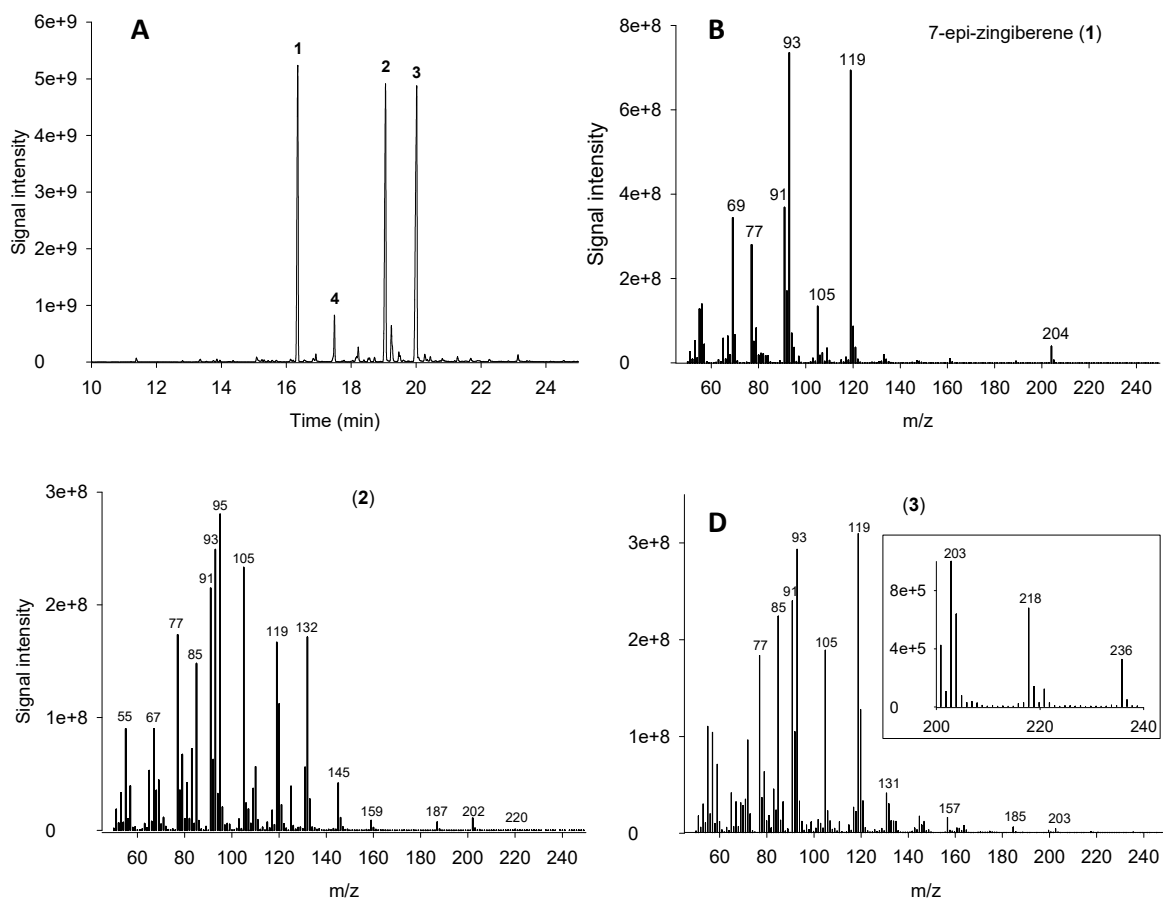 A
Signal intensity
6e+9
5e+9
4e+9
3e+9
2e+9
1e+9
0
1
2
3
4
10 12 14 16 18 20 22 24
Time (min)
B
7-epi-zingiberene (1)
Signal intensity
8e+8
6e+8
4e+8
2e+8
0
93
119
91
69
77
105
204
60 80 100 120 140 160 180 200 220 240
m/z
(2)
Signal intensity
3e+8
2e+8
1e+8
0
95
93
105
91
77
119
132
85
55
67
145
159
187
202
220
60 80 100 120 140 160 180 200 220 240
m/z
D
(3)
3e+8
2e+8
1e+8
0
119
93
91
85
77
105
131
157
185
203
60 80 100 120 140 160 180 200 220 240
m/z
8e+5
4e+5
0
203
218
236
200 220 240